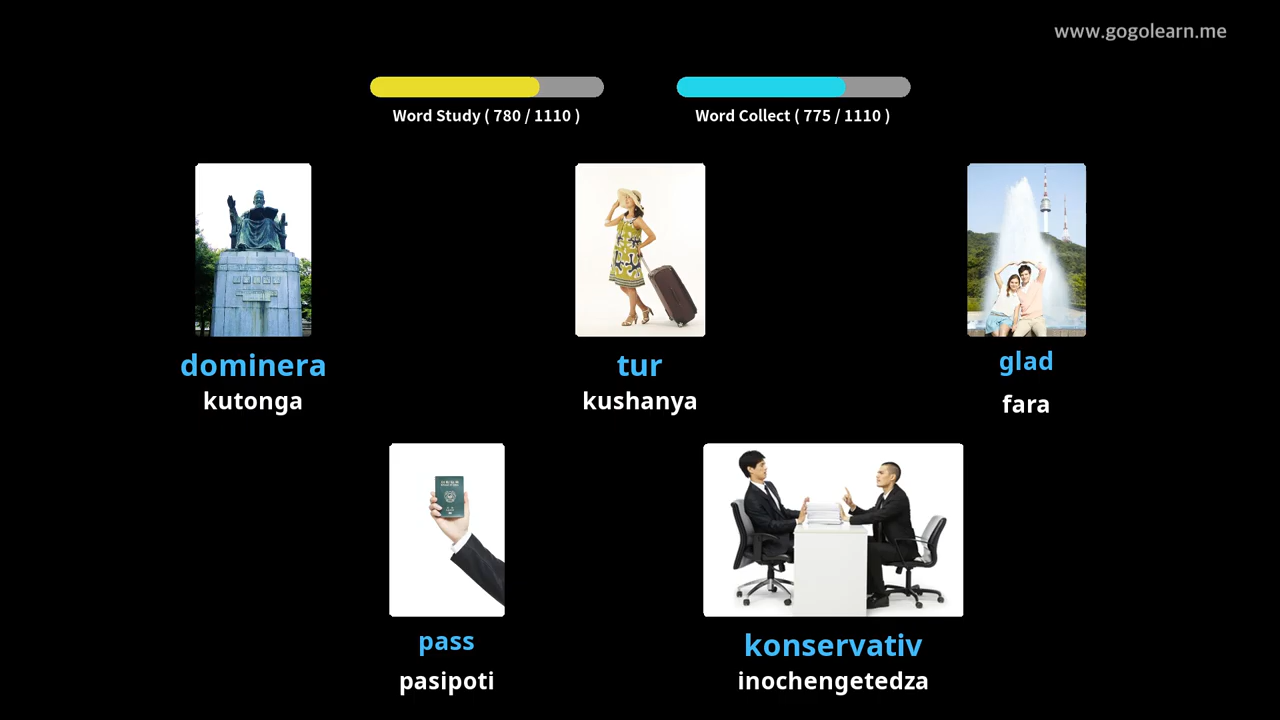 www.gogolearn.me
Word Study ( 780 / 1110 )
Word Collect ( 775 / 1110 )
dominera
kutonga
tur
kushanya
glad
fara
pass
pasipoti
konservativ
inochengetedza